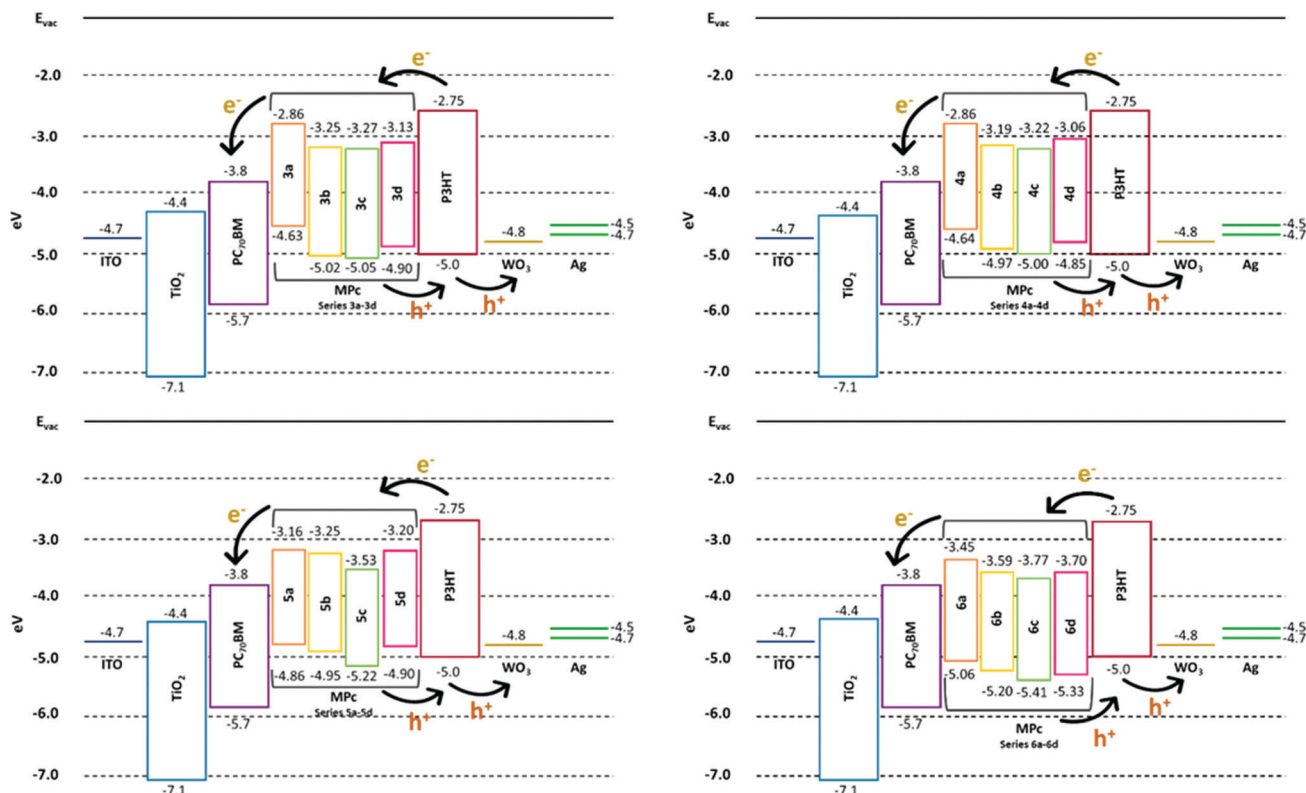 E_vac
-2.0
-3.0
-4.0
-5.0
-6.0
-7.0
eV
e-
e-
-2.75
-2.86
-3.25
-3.27
-3.13
-3.8
-4.4
-4.7
ITO
TiO2
PC70BM
3a
3b
3c
3d
P3HT
-4.8
WO3
-4.5
-4.7
Ag
-4.63
-5.02
-5.05
-4.90
-5.0
MPc
Series 3a-3d
h+
h+
-5.7
-7.1
E_vac
-2.0
-3.0
-4.0
-5.0
-6.0
-7.0
eV
e-
e-
-2.75
-2.86
-3.19
-3.22
-3.06
-3.8
-4.4
-4.7
ITO
TiO2
PC70BM
4a
4b
4c
4d
P3HT
-4.8
WO3
-4.5
-4.7
Ag
-4.64
-4.97
-5.00
-4.85
-5.0
MPc
Series 4a-4d
h+
h+
-5.7
-7.1
E_vac
-2.0
-3.0
-4.0
-5.0
-6.0
-7.0
eV
e-
e-
-2.75
-3.16
-3.25
-3.53
-3.20
-3.8
-4.4
-4.7
ITO
TiO2
PC70BM
5a
5b
5c
5d
P3HT
-4.8
WO3
-4.5
-4.7
Ag
-4.86
-4.95
-5.22
-4.90
-5.0
MPc
Series 5a-5d
h+
h+
-5.7
-7.1
E_vac
-2.0
-3.0
-4.0
-5.0
-6.0
-7.0
eV
e-
e-
-2.75
-3.45
-3.59
-3.77
-3.70
-3.8
-4.4
-4.7
ITO
TiO2
PC70BM
6a
6b
6c
6d
P3HT
-4.8
WO3
-4.5
-4.7
Ag
-5.06
-5.20
-5.41
-5.33
-5.0
MPc
Series 6a-6d
h+
h+
-5.7
-7.1